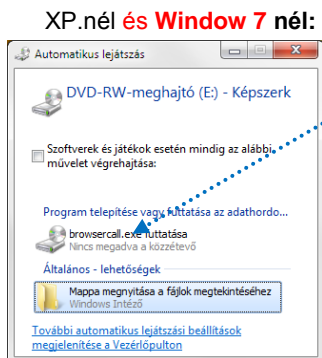 XP.nél és Window 7 nél:
Automatikus lejátszás
DVD-RW-meghajtó (E:) - Képszerk
Szoftverek és játékok esetén mindig az alábbi
művelet végrehajtása:
Program telepítése vagy futtatása az adathordo...
browsercall.exe futtatása
Nincs megadva a közzétevő
Általános - lehetőségek
Mappa megnyitása a fájlok megtekintéséhez
Windows Intéző
További automatikus lejátszási beállítások
megjelenítése a Vezérlőpulton